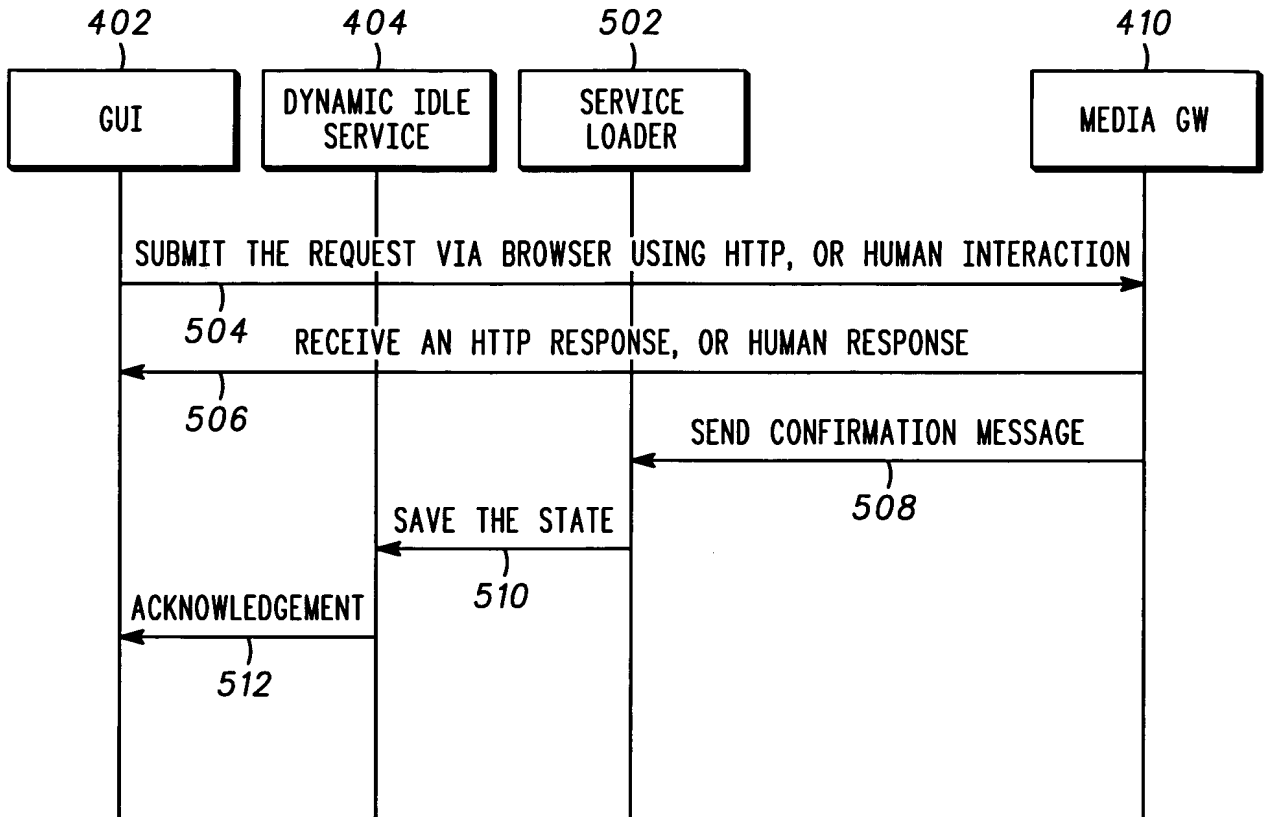 402 404 502 410
GUI
DYNAMIC IDLE
SERVICE
SERVICE
LOADER
MEDIA GW
SUBMIT THE REQUEST VIA BROWSER USING HTTP, OR HUMAN INTERACTION
504
RECEIVE AN HTTP RESPONSE, OR HUMAN RESPONSE
506
SEND CONFIRMATION MESSAGE
508
SAVE THE STATE
510
ACKNOWLEDGEMENT
512